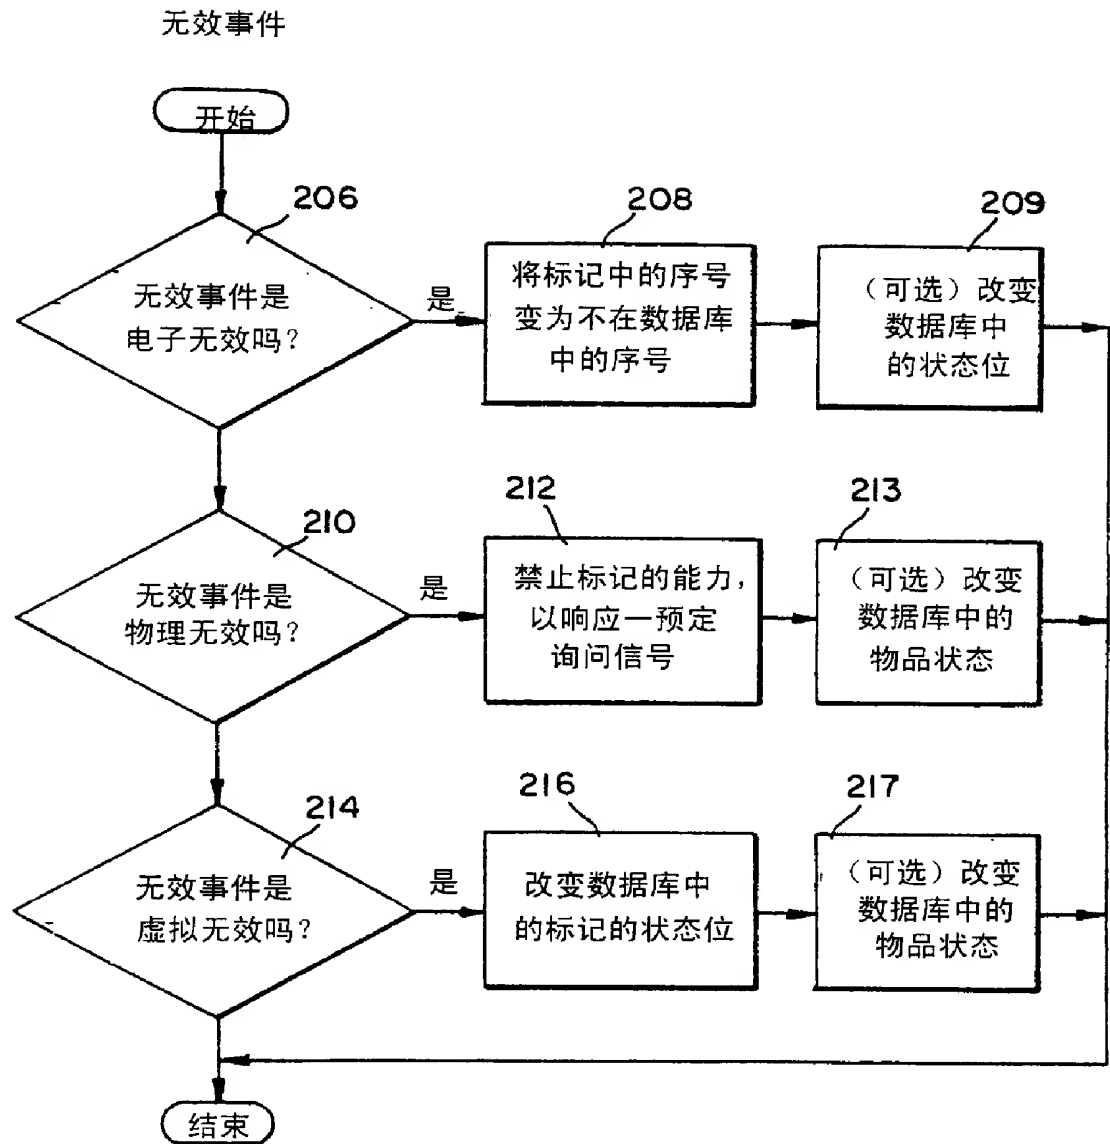 无效事件
开始
206
无效事件是
电子无效吗?
是
208
将标记中的序号
变为不在数据库
中的序号
209
(可选)改变
数据库中
的状态位
210
无效事件是
物理无效吗?
是
212
禁止标记的能力,
以响应一预定
询问信号
213
(可选)改变
数据库中的
物品状态
214
无效事件是
虚拟无效吗?
是
216
改变数据库中
的标记的状态位
217
(可选)改变
数据库中的
物品状态
结束